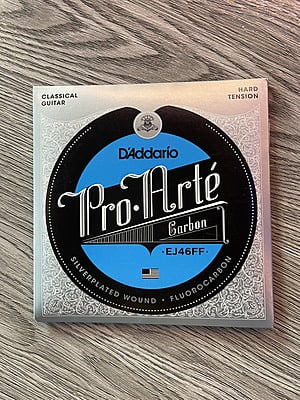 CLASSICAL
GUITAR
HARD
TENSION
D'Addario
Pro·Arté
Carbon
·EJ46FF·
SILVERPLATED WOUND · FLUOROCARBON